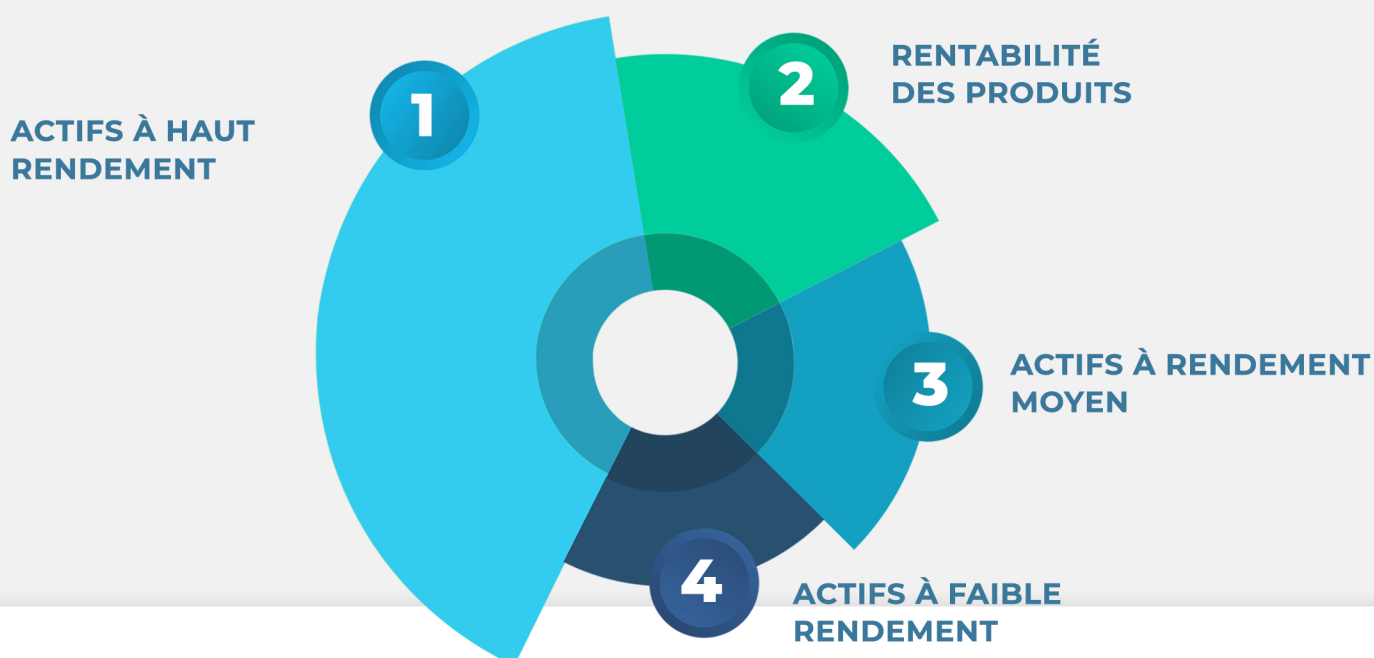 1
ACTIFS À HAUT
RENDEMENT
2
RENTABILITÉ
DES PRODUITS
3
ACTIFS À RENDEMENT
MOYEN
4
ACTIFS À FAIBLE
RENDEMENT